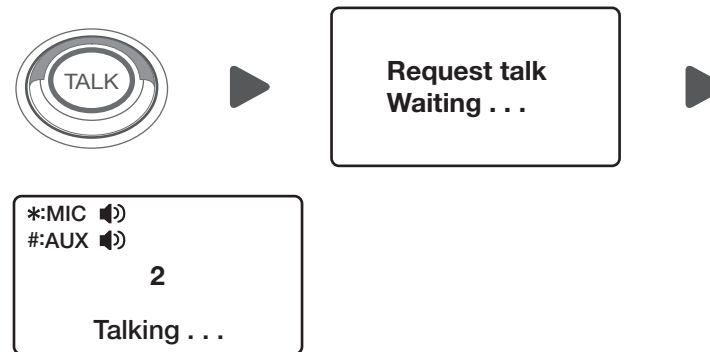 TALK
Request talk
Waiting . . .
*:MIC
#:AUX
2
Talking . . .